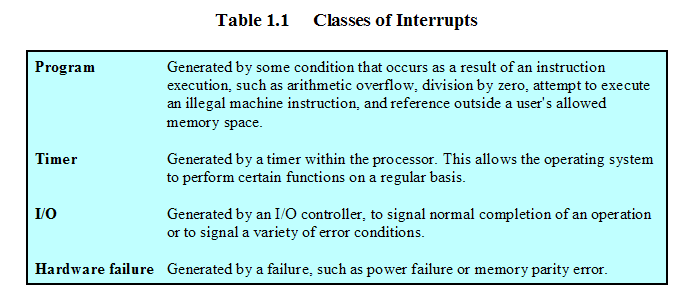 Table 1.1 Classes of Interrupts
Program Generated by some condition that occurs as a result of an instruction
execution, such as arithmetic overflow, division by zero, attempt to execute
an illegal machine instruction, and reference outside a user's allowed
memory space.
Timer Generated by a timer within the processor. This allows the operating system
to perform certain functions on a regular basis.
I/O Generated by an I/O controller, to signal normal completion of an operation
or to signal a variety of error conditions.
Hardware failure Generated by a failure, such as power failure or memory parity error.